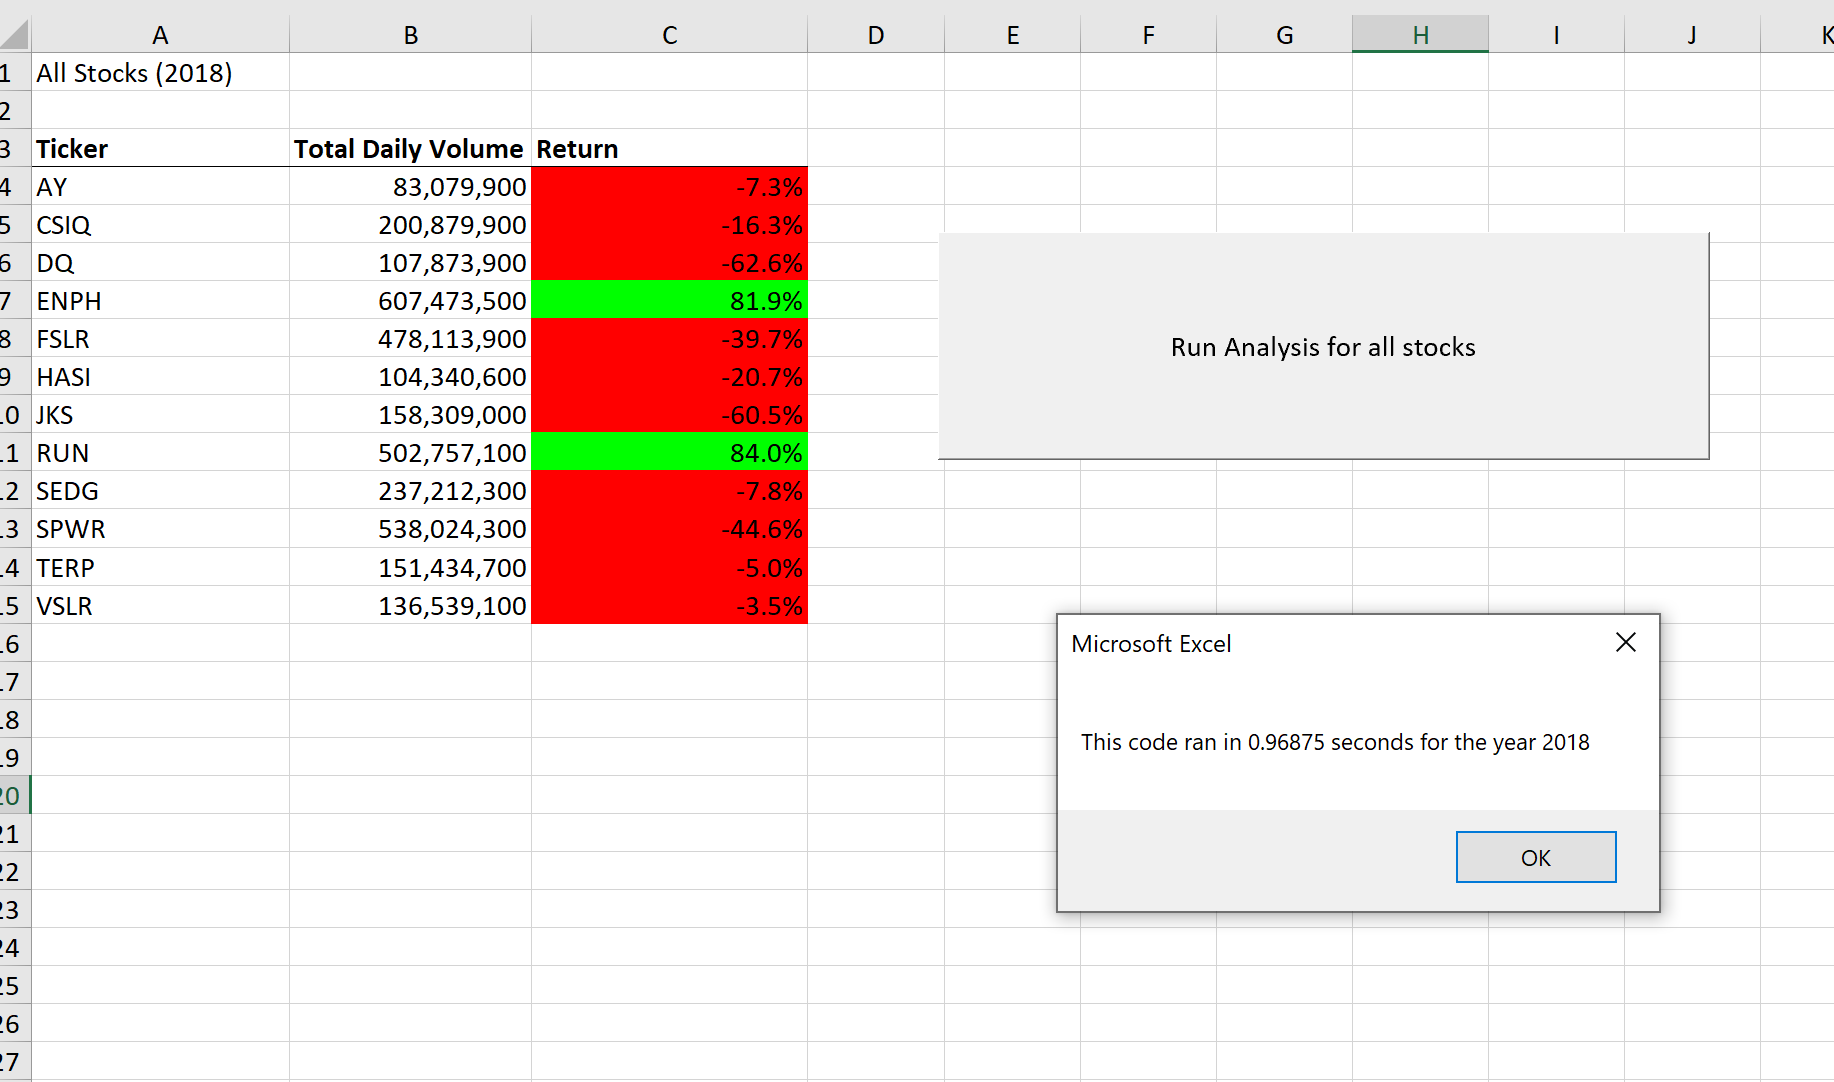 A B C D E F G H I J K
1 All Stocks (2018)
2
3 Ticker Total Daily Volume Return
4 AY 83,079,900 -7.3%
5 CSIQ 200,879,900 -16.3%
6 DQ 107,873,900 -62.6%
7 ENPH 607,473,500 81.9%
8 FSLR 478,113,900 -39.7%
9 HASI 104,340,600 -20.7%
10 JKS 158,309,000 -60.5%
11 RUN 502,757,100 84.0%
12 SEDG 237,212,300 -7.8%
13 SPWR 538,024,300 -44.6%
14 TERP 151,434,700 -5.0%
15 VSLR 136,539,100 -3.5%
16
17
18
19
20
21
22
23
24
25
26
27
Run Analysis for all stocks
Microsoft Excel
This code ran in 0.96875 seconds for the year 2018
OK